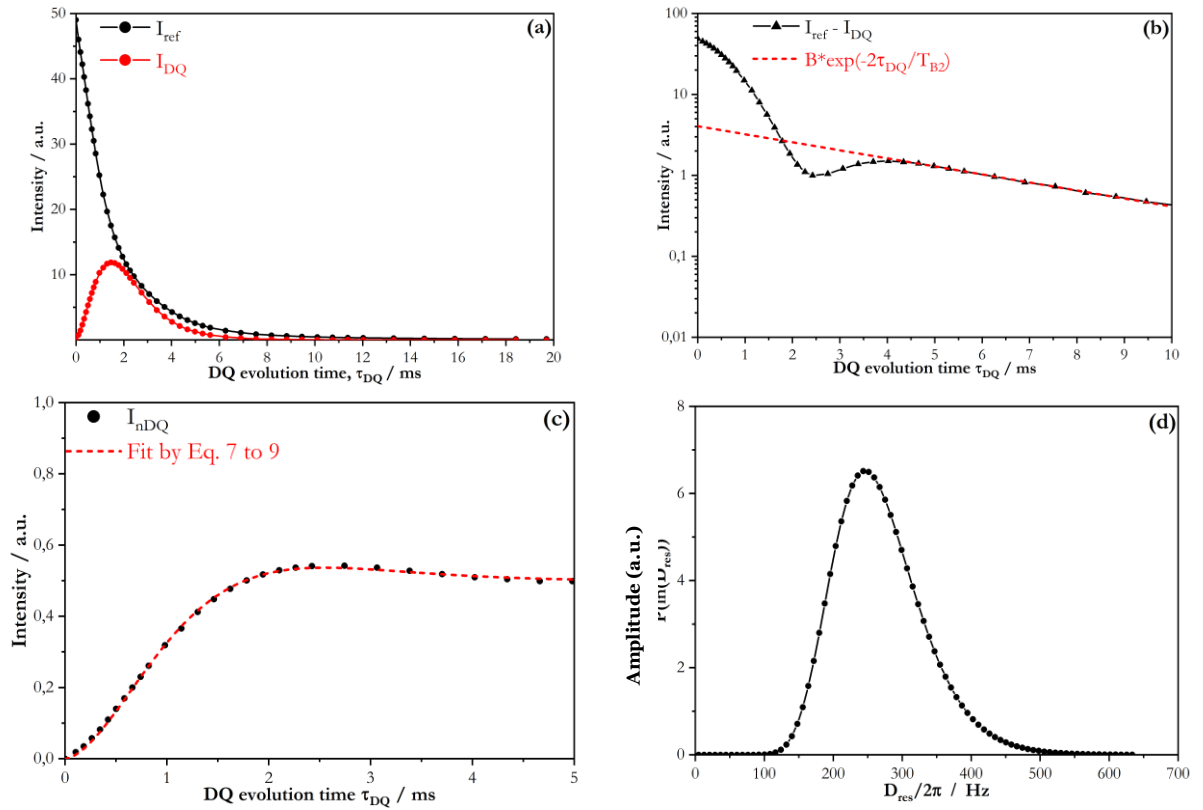 (a)
I_ref
I_DQ
Intensity / a.u.
50
40
30
20
10
0 2 4 6 8 10 12 14 16 18 20
DQ evolution time, τ_DQ / ms
(b)
I_ref - I_DQ
B*exp(-2τ_DQ/T_B2)
Intensity / a.u.
100
10
1
0,1
0,01
0 1 2 3 4 5 6 7 8 9 10
DQ evolution time τ_DQ / ms
(c)
I_nDQ
Fit by Eq. 7 to 9
Intensity / a.u.
1,0
0,8
0,6
0,4
0,2
0,0
0 1 2 3 4 5
DQ evolution time τ_DQ / ms
(d)
Amplitude (a.u.)
8
6
4
2
0
0 100 200 300 400 500 600 700
D_res/2π / Hz